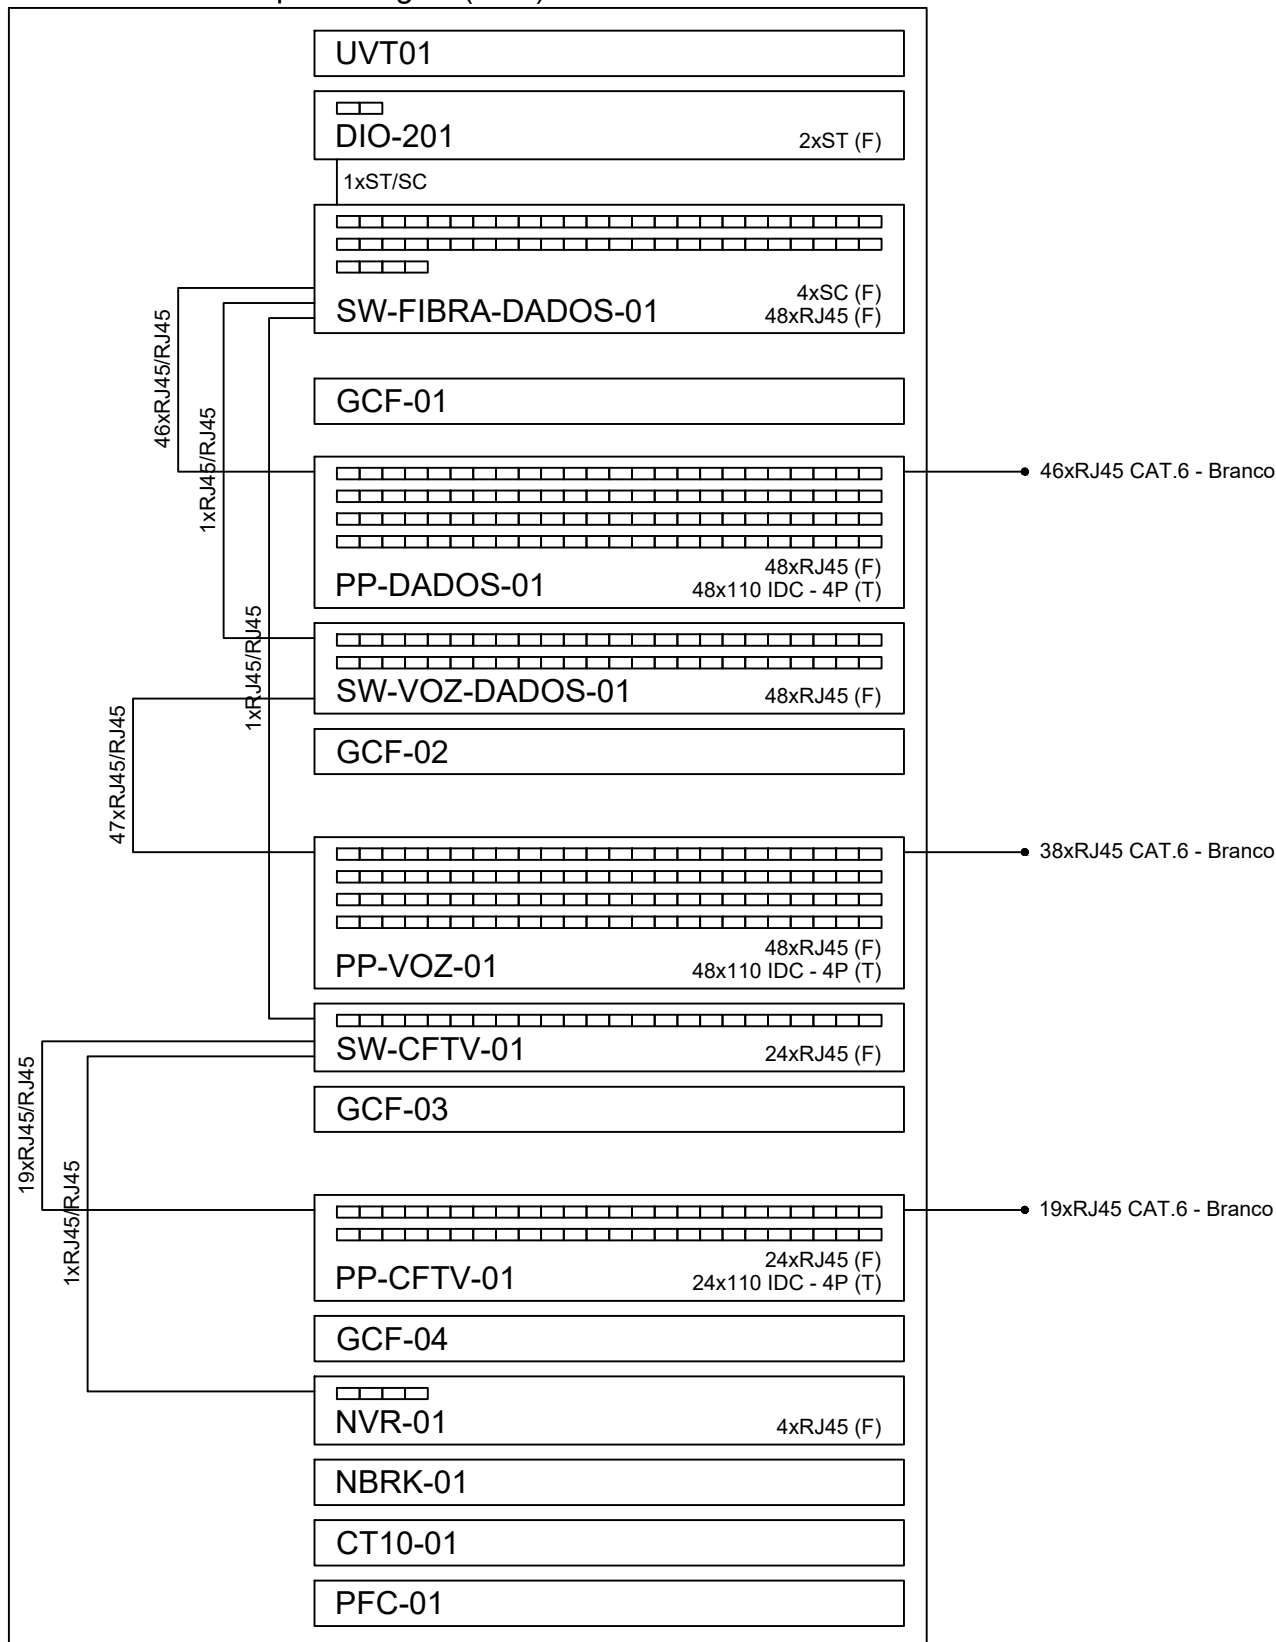 UVT01
DIO-201
2xST (F)
1xST/SC
4xSC (F)
SW-FIBRA-DADOS-01
48xRJ45 (F)
46xRJ45/RJ45
1xRJ45/RJ45
1xRJ45/RJ45
GCF-01
46xRJ45 CAT.6 - Branco
48xRJ45 (F)
PP-DADOS-01
48x110 IDC - 4P (T)
SW-VOZ-DADOS-01
48xRJ45 (F)
47xRJ45/RJ45
GCF-02
38xRJ45 CAT.6 - Branco
48xRJ45 (F)
PP-VOZ-01
48x110 IDC - 4P (T)
SW-CFTV-01
24xRJ45 (F)
19xRJ45/RJ45
1xRJ45/RJ45
GCF-03
19xRJ45 CAT.6 - Branco
24xRJ45 (F)
PP-CFTV-01
24x110 IDC - 4P (T)
GCF-04
NVR-01
4xRJ45 (F)
NBRK-01
CT10-01
PFC-01